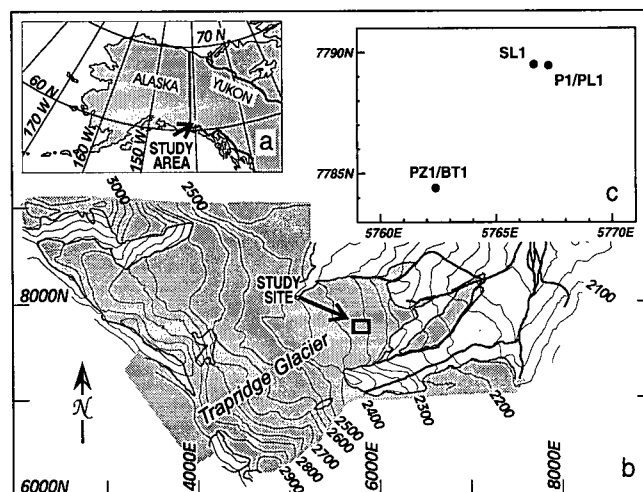 70 N
60 N
ALASKA
YUKON
170 W
160 W
150 W
STUDY
AREA
a
7790N
7785N
SL1
P1/PL1
PZ1/BT1
c
5760E
5765E
5770E
3000
2500
2100
8000N
STUDY
SITE
Trapridge Glacier
N
2400
2300
2200
2500
2600
2700
2800
2900
6000N
4000E
6000E
8000E
b